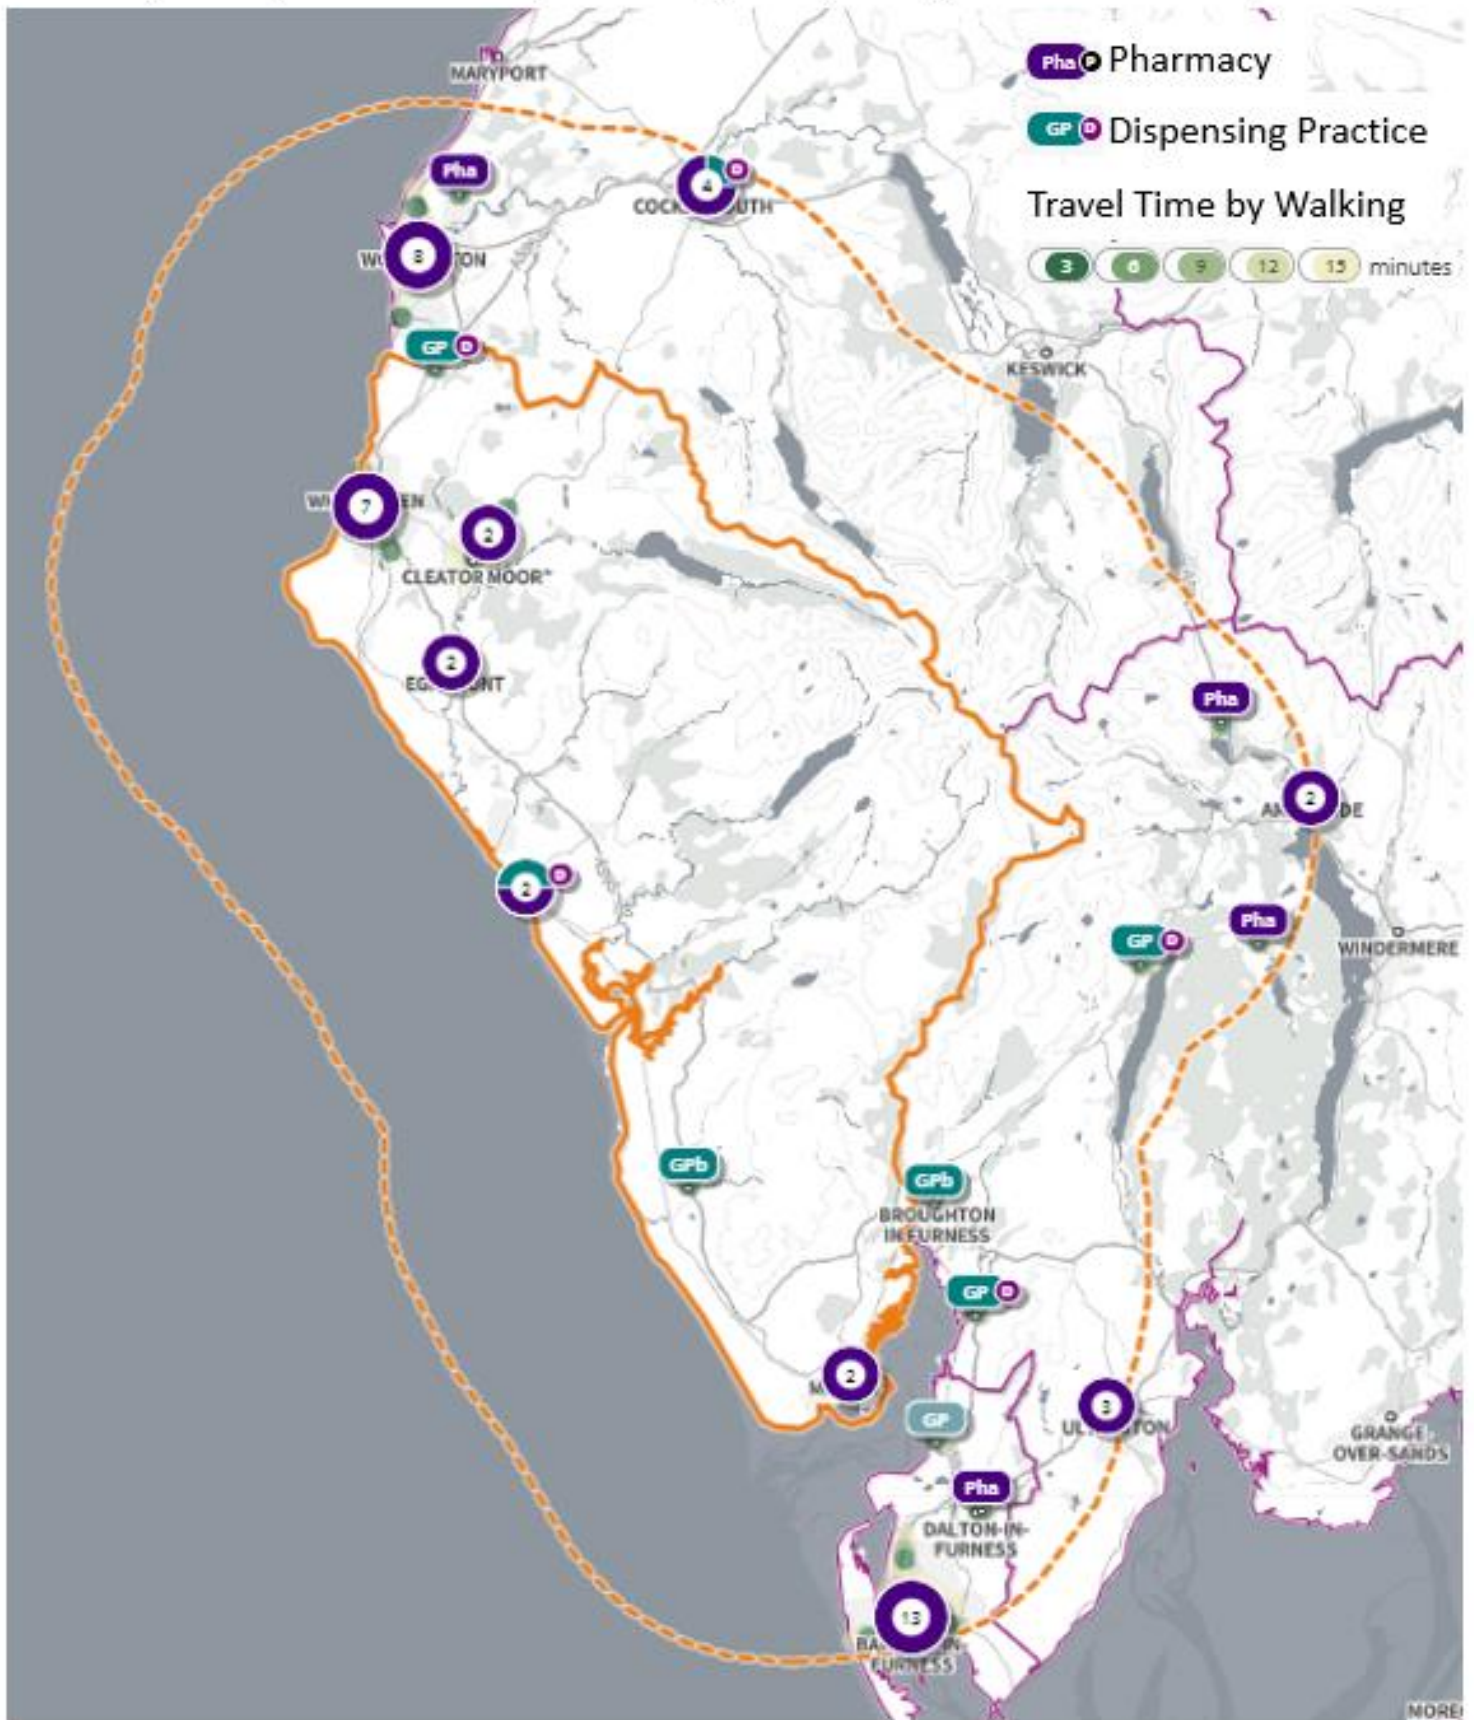 MARYPORT
Pha P Pharmacy
GP D Dispensing Practice
Travel Time by Walking
3 6 9 12 15 minutes
Pha
4
D
8
GP D
KESWICK
7
2
CLEATOR MOOR
2
Pha
2
2
D
Pha
GP D
WINDERMERE
GPb
GPb
BROUGHTON
IN FURNESS
GP D
2
3
GP
GRANGE
OVER-SANDS
Pha
DALTON-IN-
FURNESS
13
FURNESS